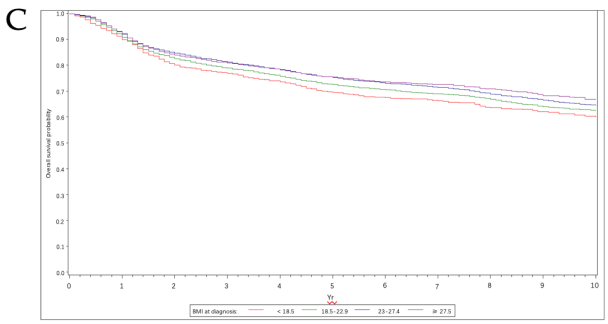 C
1.0
0.9
0.8
0.7
0.6
0.5
0.4
0.3
0.2
0.1
0.0
Overall survival probability
0 1 2 3 4 5 6 7 8 9 10
Yr
BMI at diagnosis: < 18.5 18.5-22.9 23-27.4 ≥ 27.5